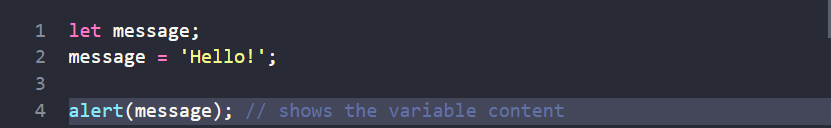 1 let message;
2 message = 'Hello!';
3
4 alert(message); // shows the variable content